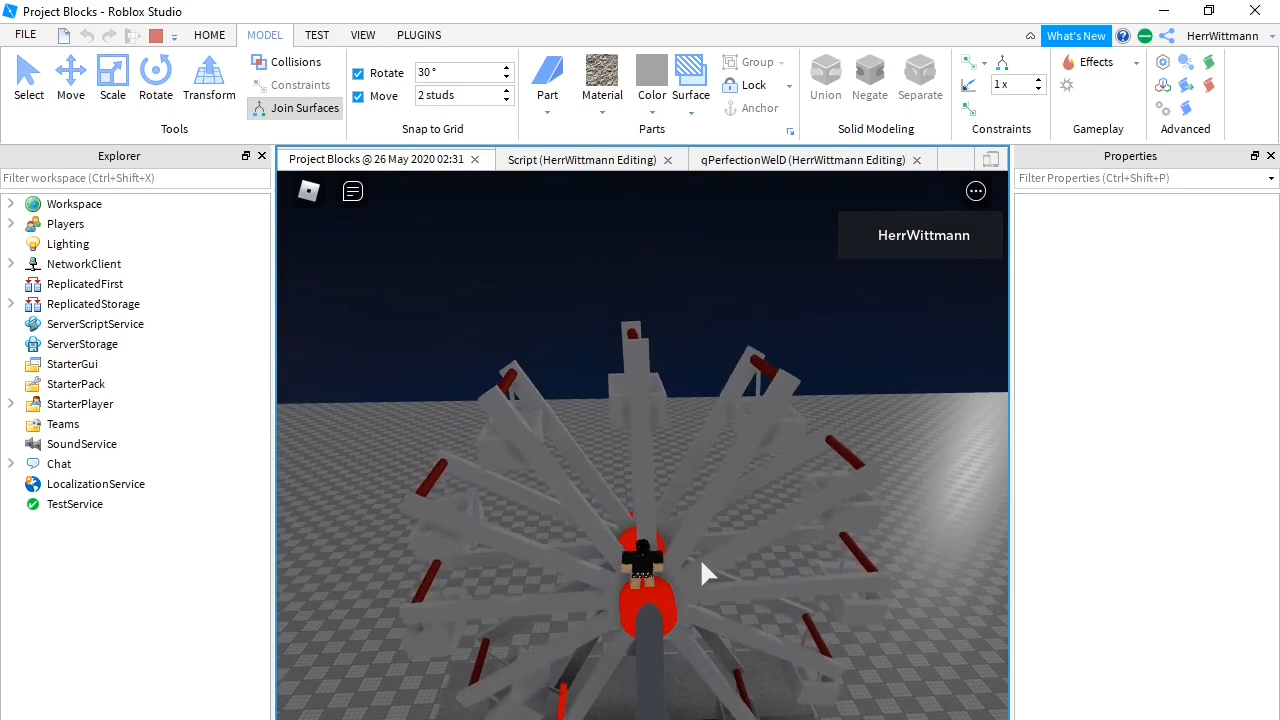 Project Blocks - Roblox Studio
FILE HOME MODEL TEST VIEW PLUGINS What's New HerrWittmann
Select Move Scale Rotate Transform
Collisions
Constraints
Join Surfaces
Tools
Rotate 30°
Move 2 studs
Snap to Grid
Part Material Color Surface
Group
Lock
Anchor
Parts
Union Negate Separate
Solid Modeling
1 x
Constraints
Effects
Gameplay
Advanced
Explorer
Filter workspace (Ctrl+Shift+X)
Workspace
Players
Lighting
NetworkClient
ReplicatedFirst
ReplicatedStorage
ServerScriptService
ServerStorage
StarterGui
StarterPack
StarterPlayer
Teams
SoundService
Chat
LocalizationService
TestService
Project Blocks @ 26 May 2020 02:31 Script (HerrWittmann Editing) qPerfectionWelD (HerrWittmann Editing)
HerrWittmann
Properties
Filter Properties (Ctrl+Shift+P)